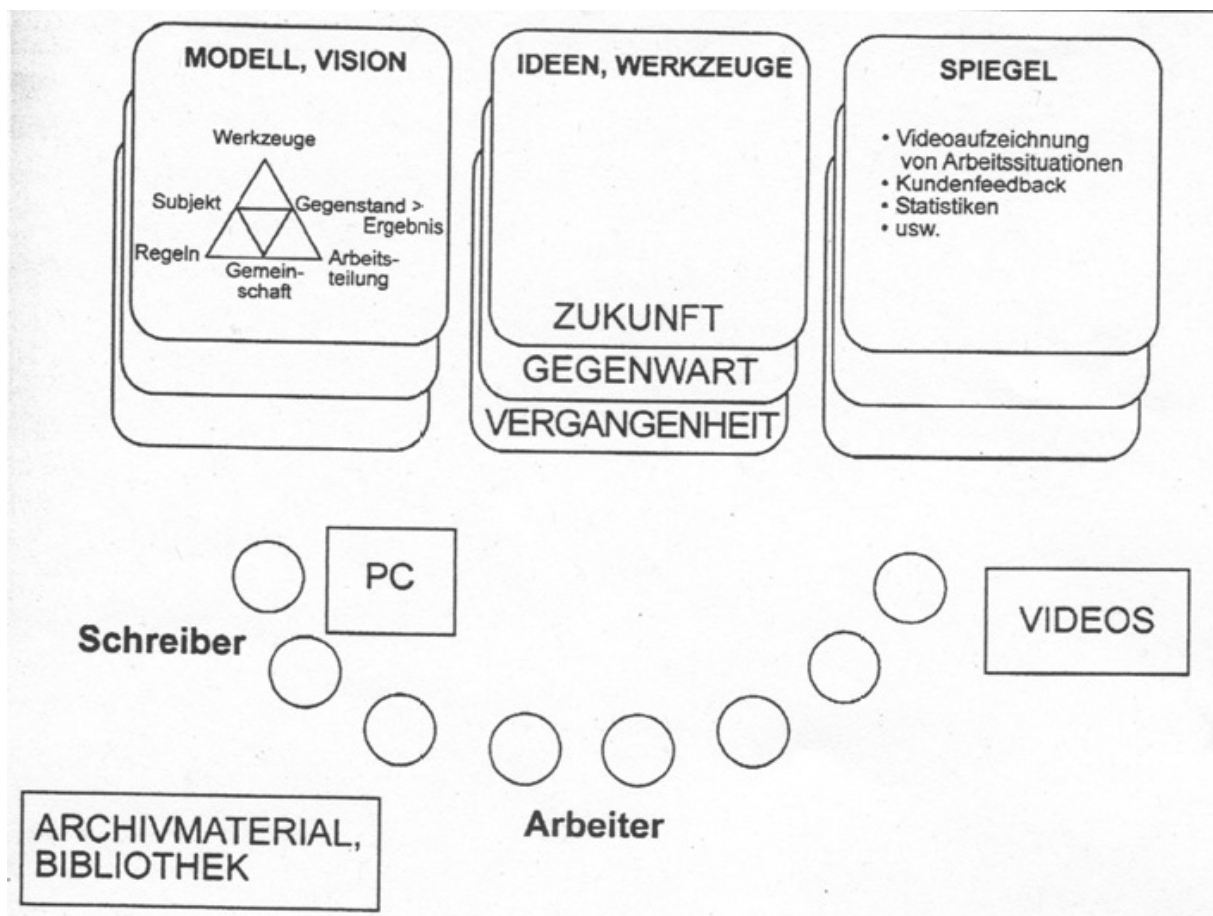 MODELL, VISION
Werkzeuge
Subjekt
Gegenstand >
Ergebnis
Regeln
Gemein-
schaft
Arbeits-
teilung
IDEEN, WERKZEUGE
ZUKUNFT
GEGENWART
VERGANGENHEIT
SPIEGEL
• Videoaufzeichnung
von Arbeitssituationen
• Kundenfeedback
• Statistiken
• usw.
PC
Schreiber
VIDEOS
Arbeiter
ARCHIVMATERIAL,
BIBLIOTHEK